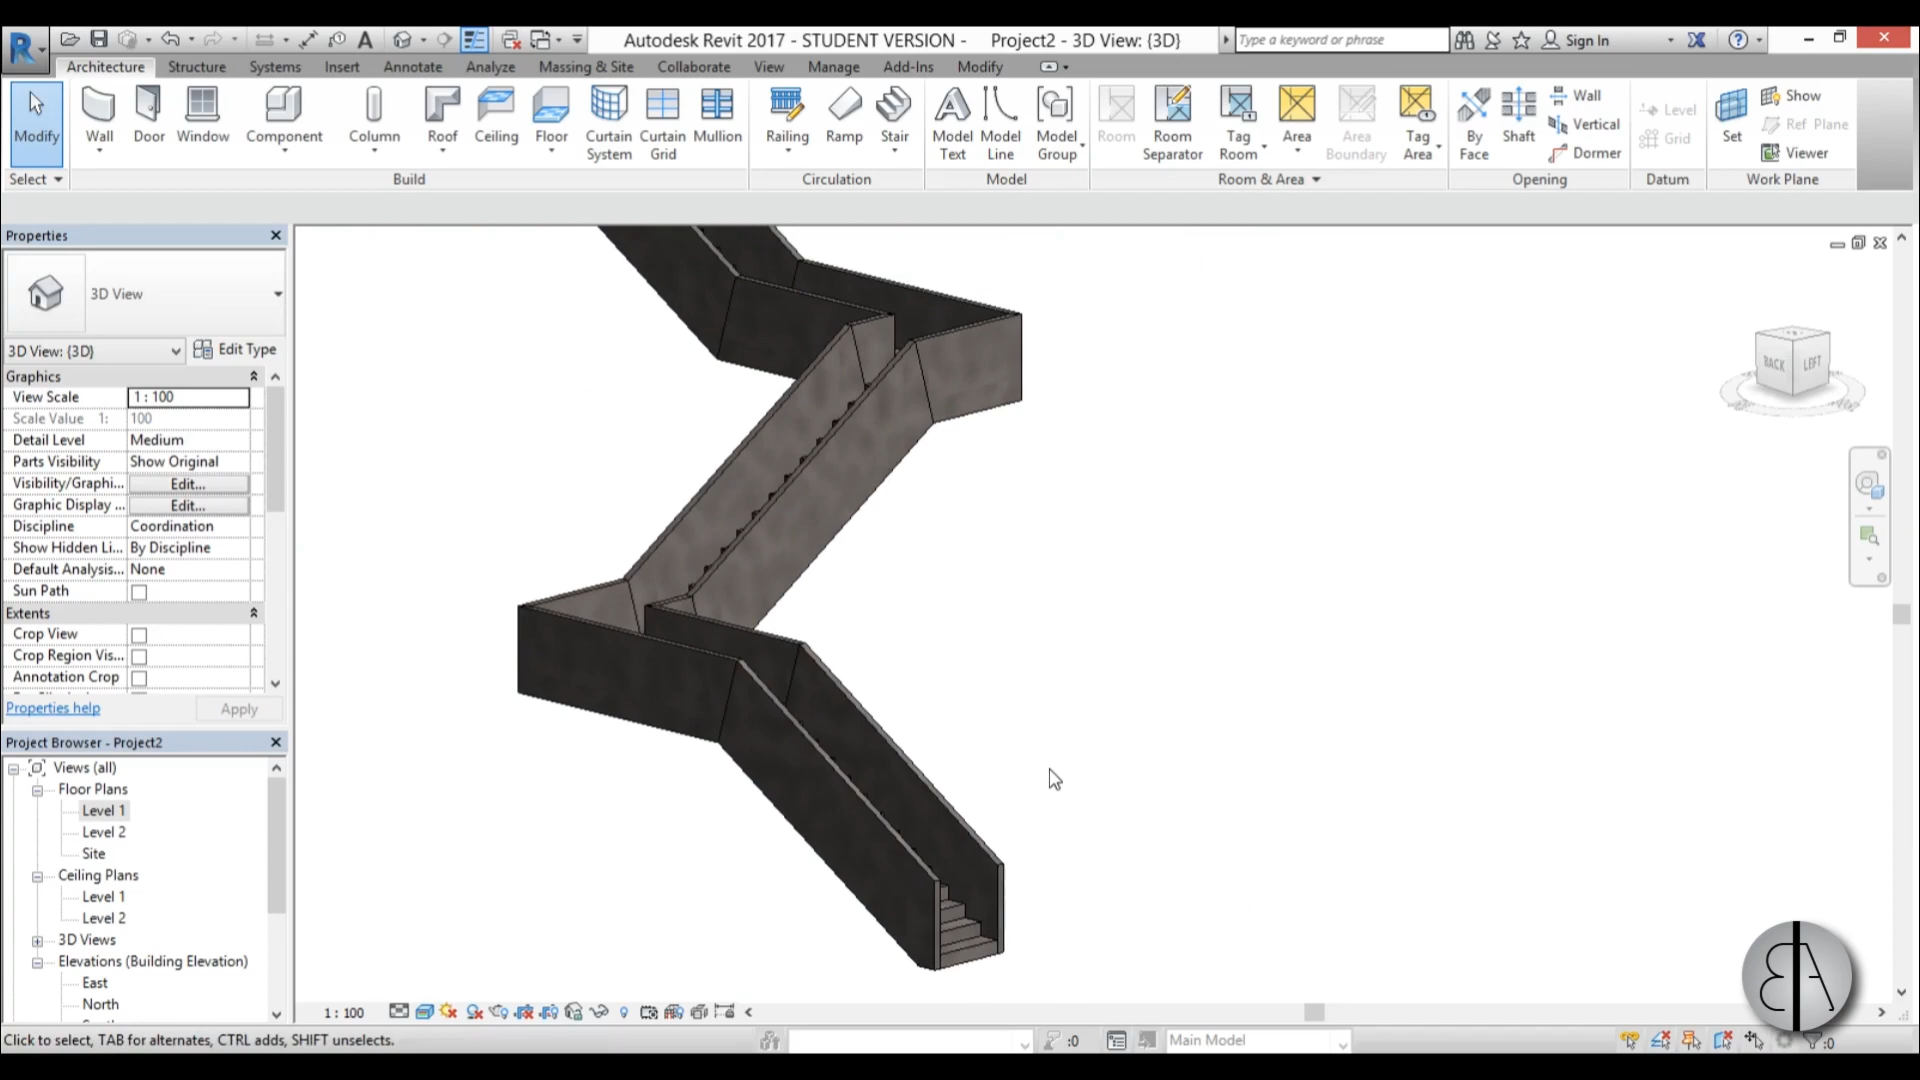 Autodesk Revit 2017 - STUDENT VERSION - Project2 - 3D View: {3D}
Type a keyword or phrase
Sign In
Architecture Structure Systems Insert Annotate Analyze Massing & Site Collaborate View Manage Add-Ins Modify
Modify
Wall
Door
Window
Component
Column
Roof
Ceiling
Floor
Curtain System
Curtain Grid
Mullion
Railing
Ramp
Stair
Model Text
Model Line
Model Group
Room
Room Separator
Tag Room
Area
Area Boundary
Tag Area
By Face
Shaft
Wall
Vertical
Dormer
Level
Grid
Set
Show
Ref Plane
Viewer
Select Build Circulation Model Room & Area Opening Datum Work Plane
Properties
3D View
3D View: {3D} Edit Type
Graphics
View Scale 1 : 100
Scale Value 1: 100
Detail Level Medium
Parts Visibility Show Original
Visibility/Graphi... Edit...
Graphic Display ... Edit...
Discipline Coordination
Show Hidden Li... By Discipline
Default Analysis... None
Sun Path
Extents
Crop View
Crop Region Vis...
Annotation Crop
Properties help Apply
Project Browser - Project2
Views (all)
Floor Plans
Level 1
Level 2
Site
Ceiling Plans
Level 1
Level 2
3D Views
Elevations (Building Elevation)
East
North
BACK LEFT
1 : 100
Click to select, TAB for alternates, CTRL adds, SHIFT unselects.
:0
Main Model
:0